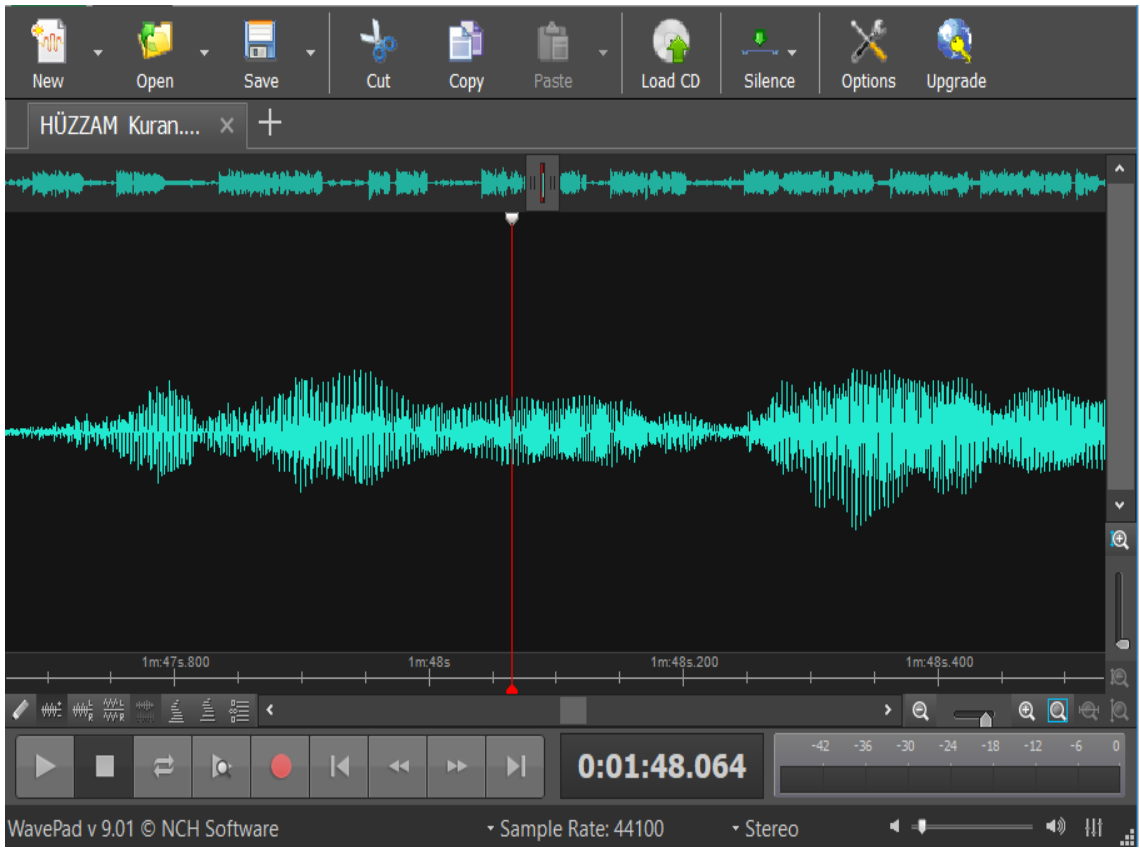 New Open Save Cut Copy Paste Load CD Silence Options Upgrade
HÜZZAM Kuran....
1m:47s.800 1m:48s 1m:48s.200 1m:48s.400
L R L R
-42 -36 -30 -24 -18 -12 -6 0
0:01:48.064
WavePad v 9.01 © NCH Software Sample Rate: 44100 Stereo